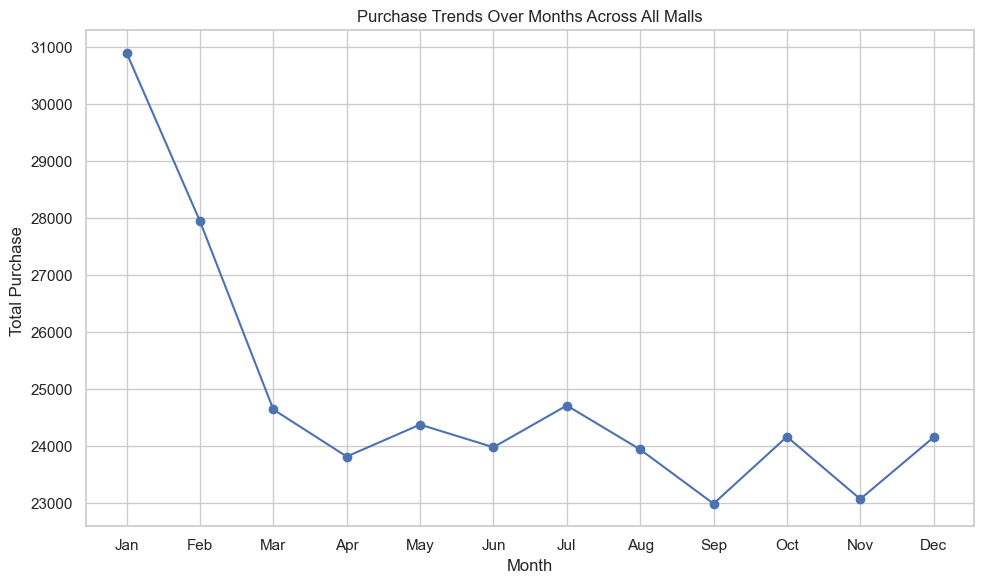 Purchase Trends Over Months Across All Malls
31000
30000
29000
28000
27000
26000
25000
24000
23000
Total Purchase
Jan Feb Mar Apr May Jun Jul Aug Sep Oct Nov Dec
Month